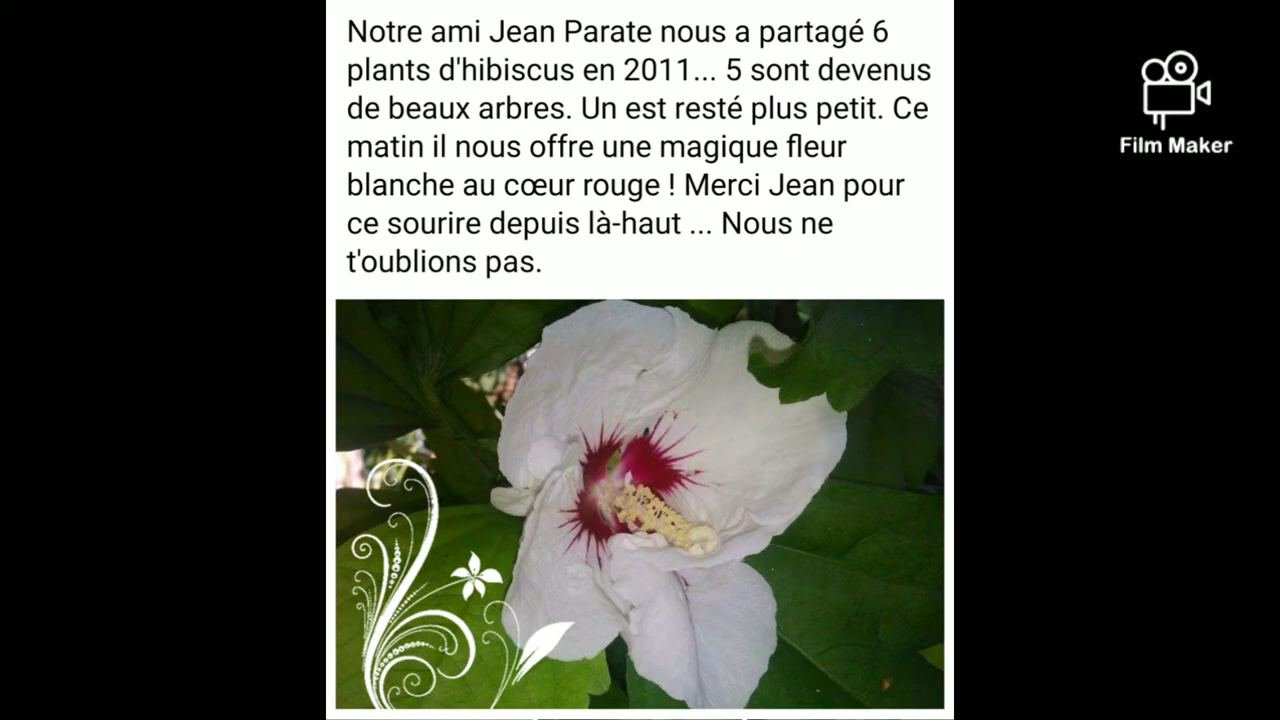 Notre ami Jean Parate nous a partagé 6
plants d'hibiscus en 2011... 5 sont devenus
de beaux arbres. Un est resté plus petit. Ce
matin il nous offre une magique fleur
blanche au cœur rouge ! Merci Jean pour
ce sourire depuis là-haut ... Nous ne
t'oublions pas.
Film Maker